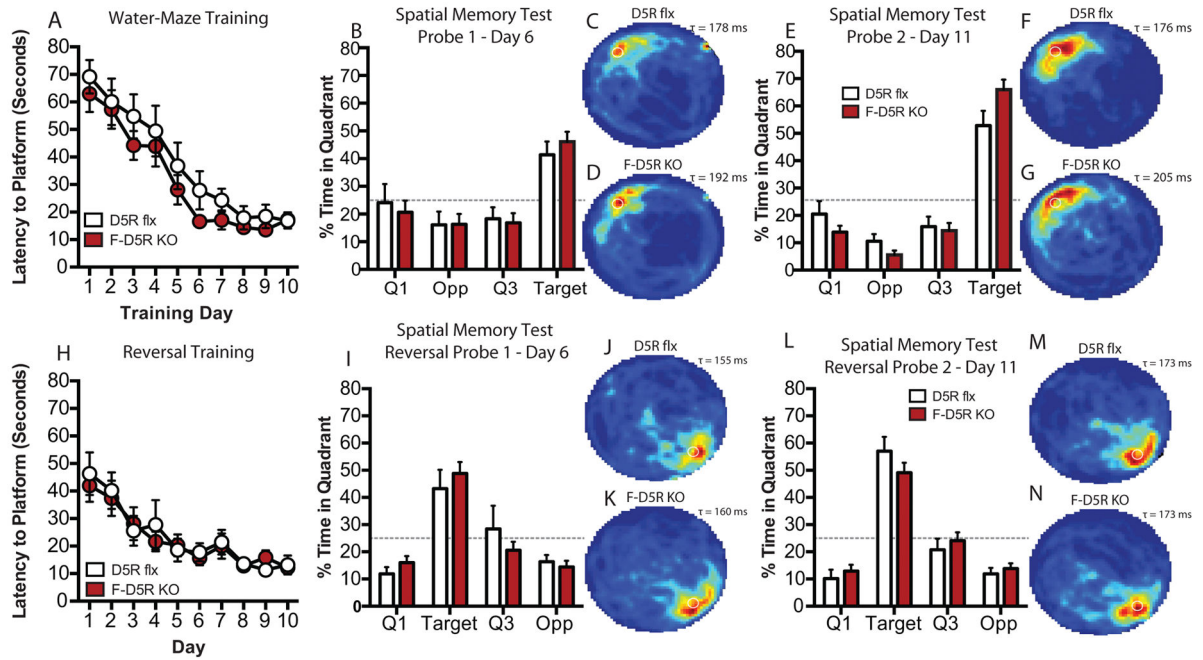 A
Water-Maze Training
Latency to Platform (Seconds)
80
70
60
50
40
30
20
10
0
D5R flx
F-D5R KO
1 2 3 4 5 6 7 8 9 10
Training Day
B
Spatial Memory Test
Probe 1 - Day 6
% Time in Quadrant
80
70
60
50
40
30
20
10
0
Q1 Opp Q3 Target
C
D5R flx
τ = 178 ms
D
F-D5R KO
τ = 192 ms
E
Spatial Memory Test
Probe 2 - Day 11
% Time in Quadrant
80
70
60
50
40
30
20
10
0
D5R flx
F-D5R KO
Q1 Opp Q3 Target
F
D5R flx
τ = 176 ms
G
F-D5R KO
τ = 205 ms
H
Reversal Training
Latency to Platform (Seconds)
80
70
60
50
40
30
20
10
0
D5R flx
F-D5R KO
1 2 3 4 5 6 7 8 9 10
Day
I
Spatial Memory Test
Reversal Probe 1 - Day 6
% Time in Quadrant
80
70
60
50
40
30
20
10
0
Q1 Target Q3 Opp
J
D5R flx
τ = 155 ms
K
F-D5R KO
τ = 160 ms
L
Spatial Memory Test
Reversal Probe 2 - Day 11
% Time in Quadrant
80
70
60
50
40
30
20
10
0
D5R flx
F-D5R KO
Q1 Target Q3 Opp
M
D5R flx
τ = 173 ms
N
F-D5R KO
τ = 173 ms